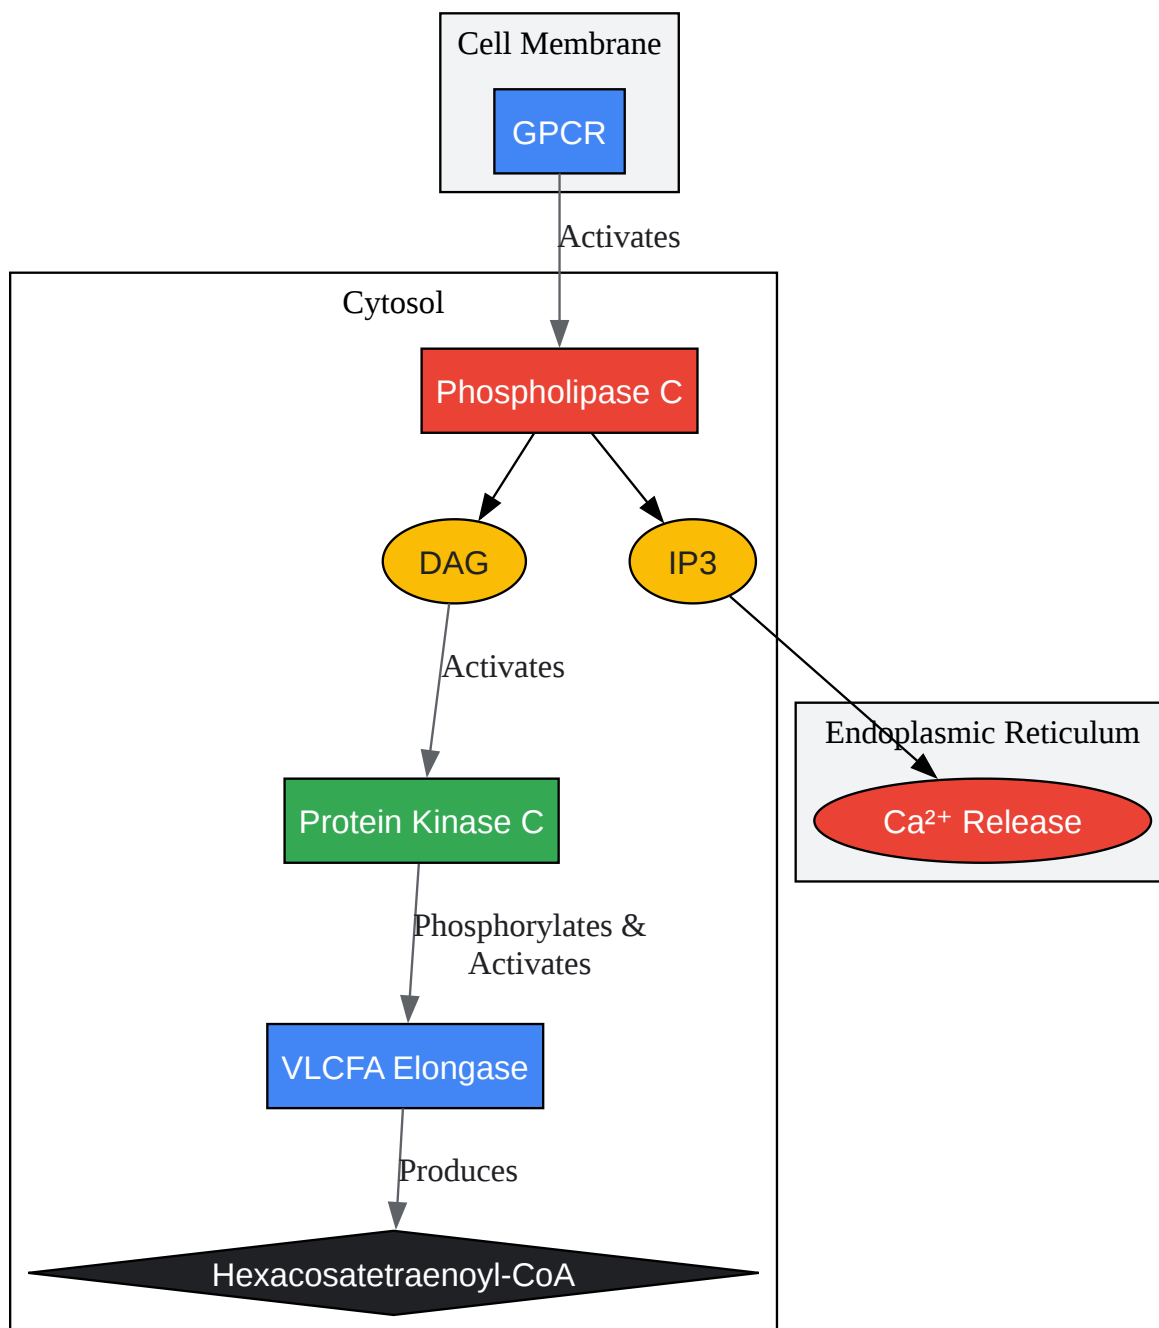 Cell Membrane
GPCR
Activates
Cytosol
Phospholipase C
DAG
IP3
Activates
Endoplasmic Reticulum
Protein Kinase C
Ca²⁺ Release
Phosphorylates &
Activates
VLCFA Elongase
Produces
Hexacosatetraenoyl-CoA